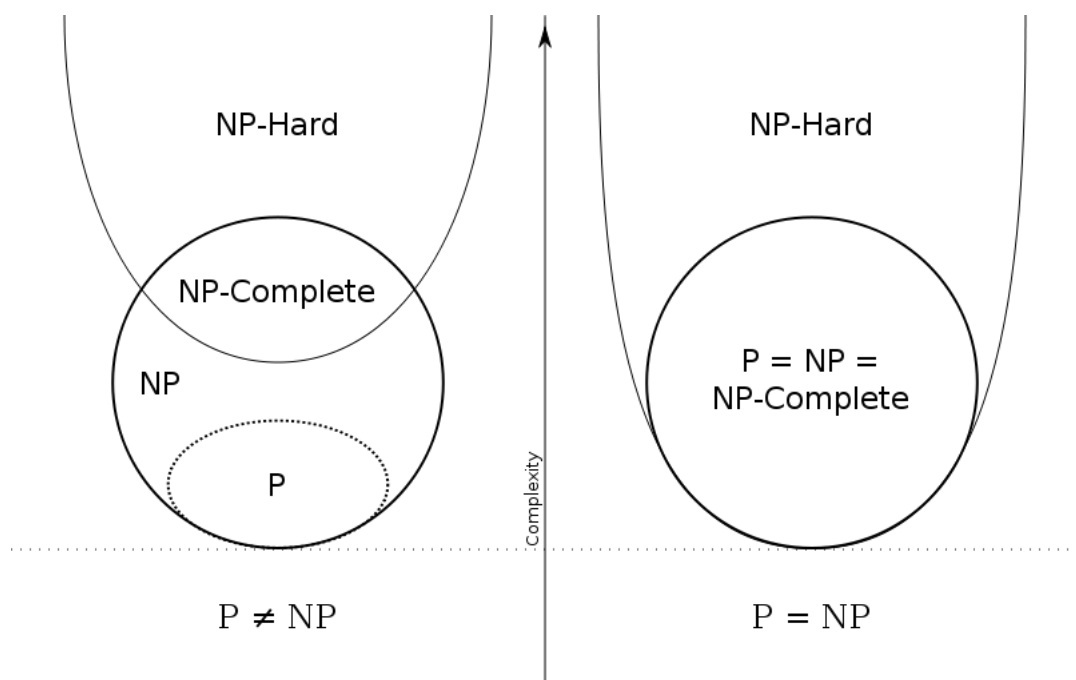 NP-Hard
NP-Complete
NP
P
P ≠ NP
Complexity
NP-Hard
P = NP =
NP-Complete
P = NP